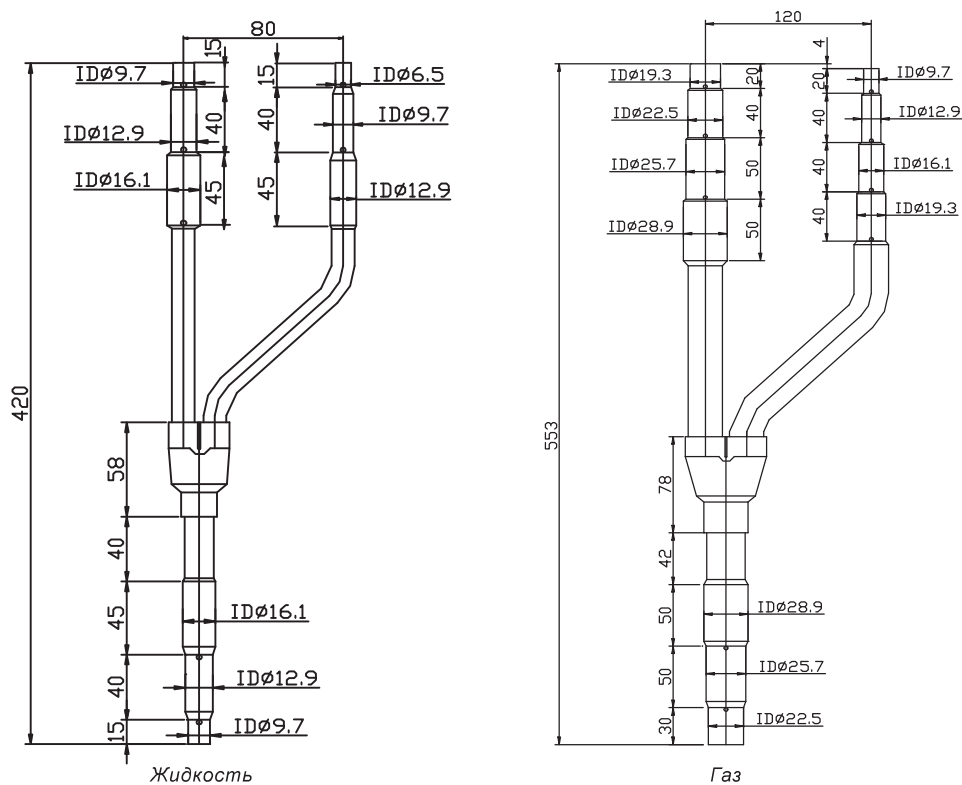 80
15
IDø9.7
40
IDø12.9
45
IDø16.1
15
IDø6.5
40
IDø9.7
45
IDø12.9
420
58
40
45
IDø16.1
40
IDø12.9
15
IDø9.7
Жидкость
120
4
IDø19.3
20
IDø22.5
40
IDø25.7
50
IDø28.9
50
20
IDø9.7
40
IDø12.9
40
IDø16.1
40
IDø19.3
553
78
42
50
IDø28.9
50
IDø25.7
30
IDø22.5
Газ